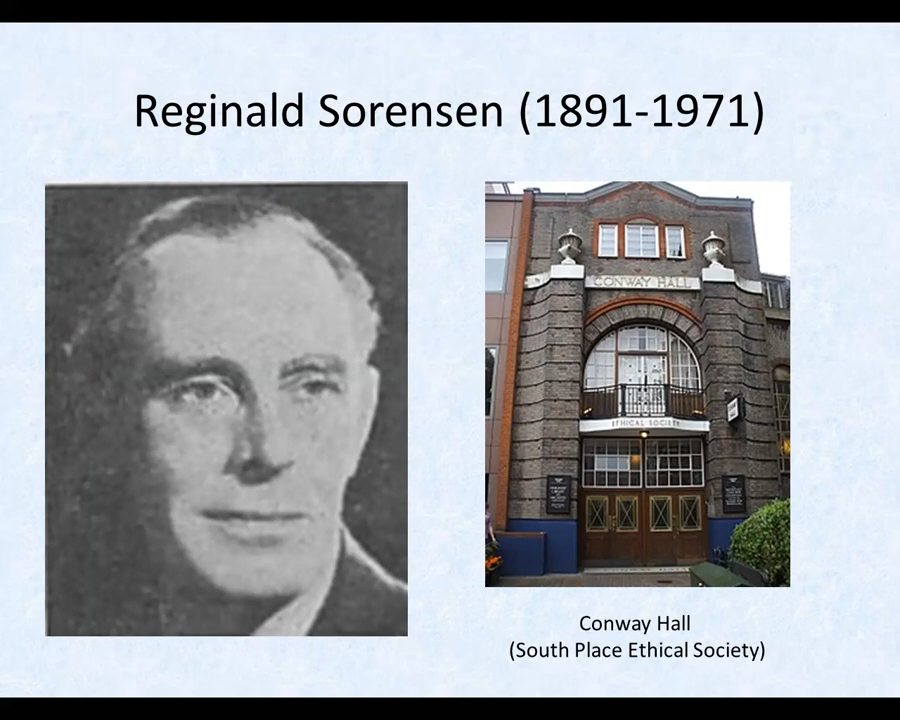 Reginald Sorensen (1891-1971)
CONWAY HALL
ETHICAL SOCIETY
Conway Hall
(South Place Ethical Society)